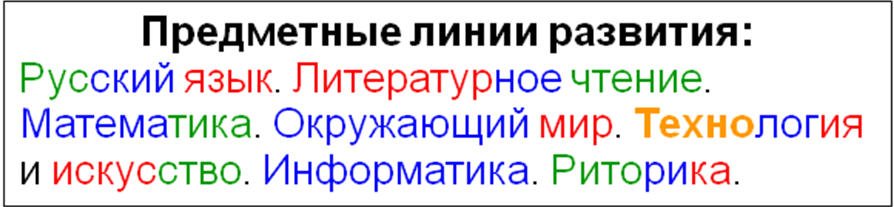 Предметные линии развития:
Русский язык. Литературное чтение.
Математика. Окружающий мир. Технология
и искусство. Информатика. Риторика.